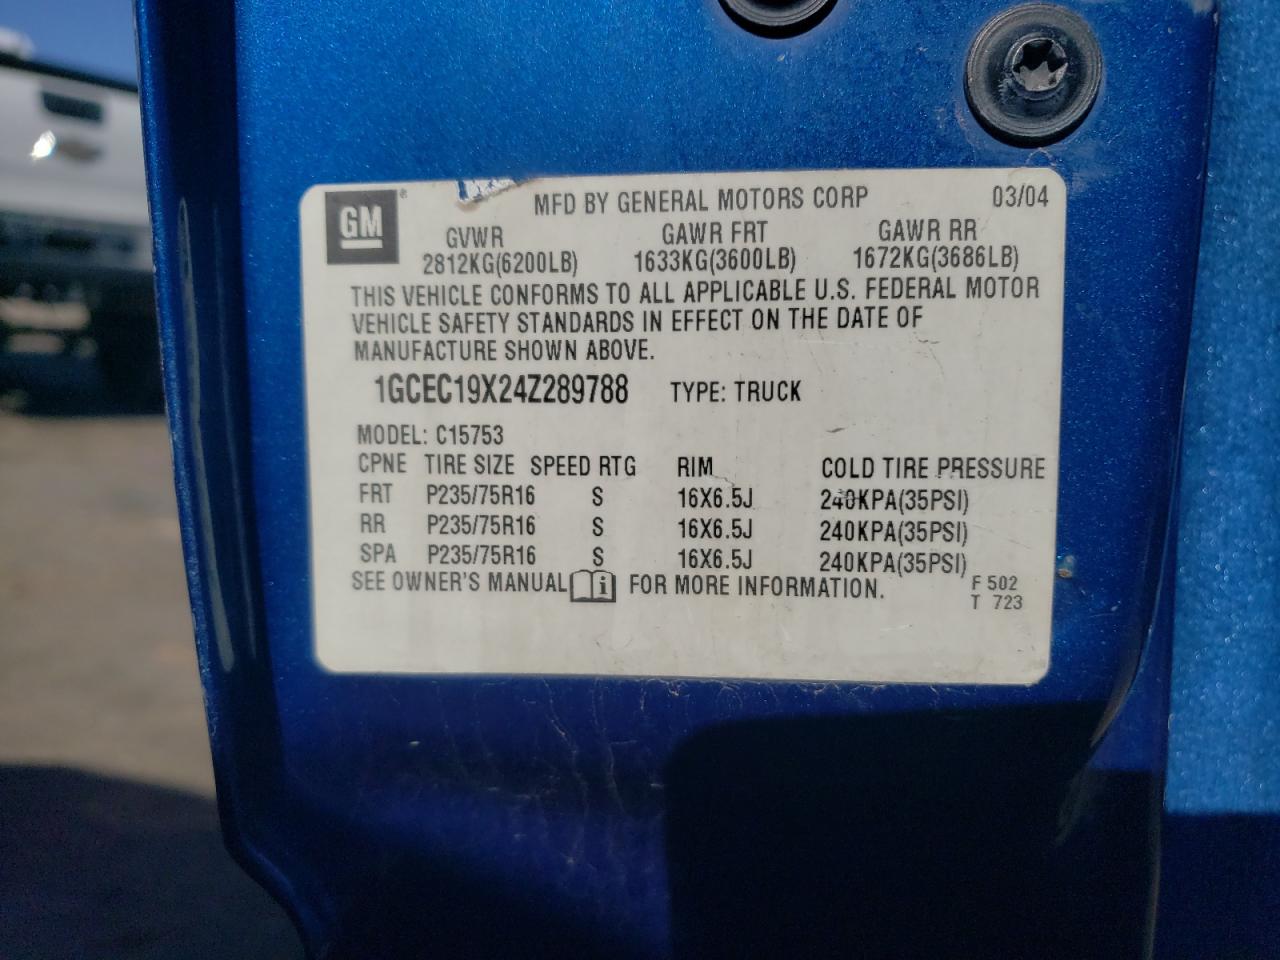 GM ® MFD BY GENERAL MOTORS CORP 03/04
GVWR GAWR FRT GAWR RR
2812KG(6200LB) 1633KG(3600LB) 1672KG(3686LB)
THIS VEHICLE CONFORMS TO ALL APPLICABLE U.S. FEDERAL MOTOR
VEHICLE SAFETY STANDARDS IN EFFECT ON THE DATE OF
MANUFACTURE SHOWN ABOVE.
1GCEC19X24Z289788 TYPE: TRUCK
MODEL: C15753
CPNE TIRE SIZE SPEED RTG RIM COLD TIRE PRESSURE
FRT P235/75R16 S 16X6.5J 240KPA(35PSI)
RR P235/75R16 S 16X6.5J 240KPA(35PSI)
SPA P235/75R16 S 16X6.5J 240KPA(35PSI)
SEE OWNER'S MANUAL i FOR MORE INFORMATION.
F 502
T 723